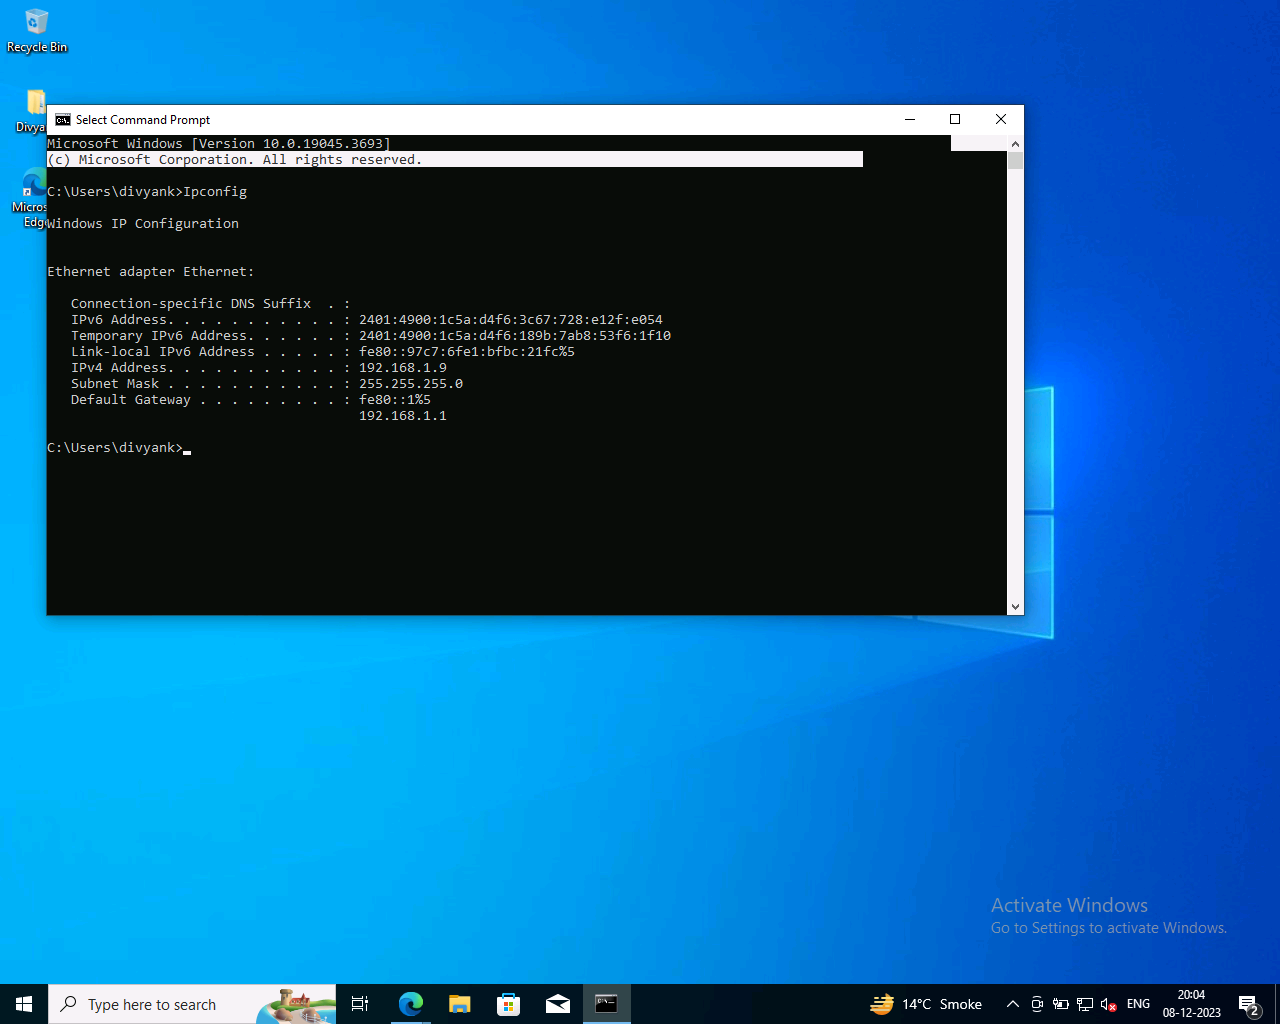 Recycle Bin
Divya
Micros
Edge
Select Command Prompt
Microsoft Windows [Version 10.0.19045.3693]
(c) Microsoft Corporation. All rights reserved.
C:\Users\divyank>Ipconfig
Windows IP Configuration
Ethernet adapter Ethernet:
Connection-specific DNS Suffix  . :
IPv6 Address. . . . . . . . . . . : 2401:4900:1c5a:d4f6:3c67:728:e12f:e054
Temporary IPv6 Address. . . . . . : 2401:4900:1c5a:d4f6:189b:7ab8:53f6:1f10
Link-local IPv6 Address . . . . . : fe80::97c7:6fe1:bfbc:21fc%5
IPv4 Address. . . . . . . . . . . : 192.168.1.9
Subnet Mask . . . . . . . . . . . : 255.255.255.0
Default Gateway . . . . . . . . . : fe80::1%5
192.168.1.1
C:\Users\divyank>
Activate Windows
Go to Settings to activate Windows.
Type here to search
14°C Smoke
ENG
20:04
08-12-2023
2